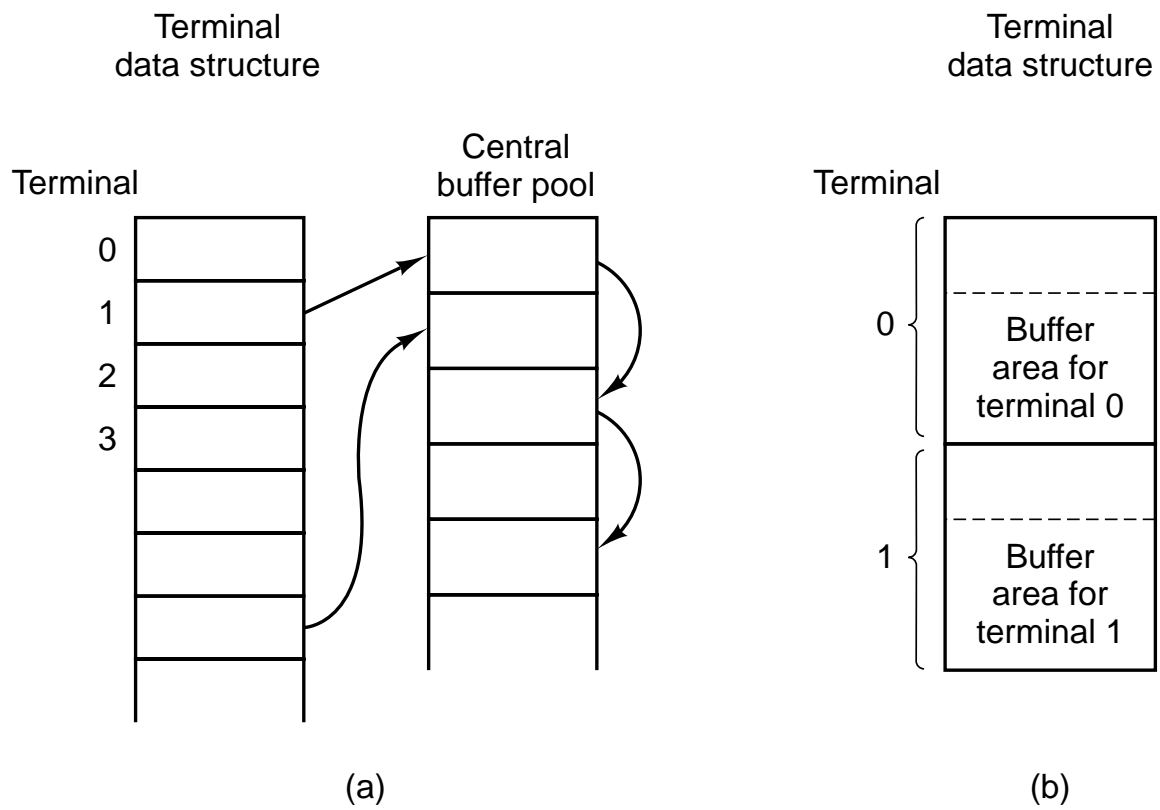 Terminal
data structure
Central
buffer pool
Terminal
0
1
2
3
(a)
Terminal
data structure
Terminal
0
Buffer
area for
terminal 0
1
Buffer
area for
terminal 1
(b)